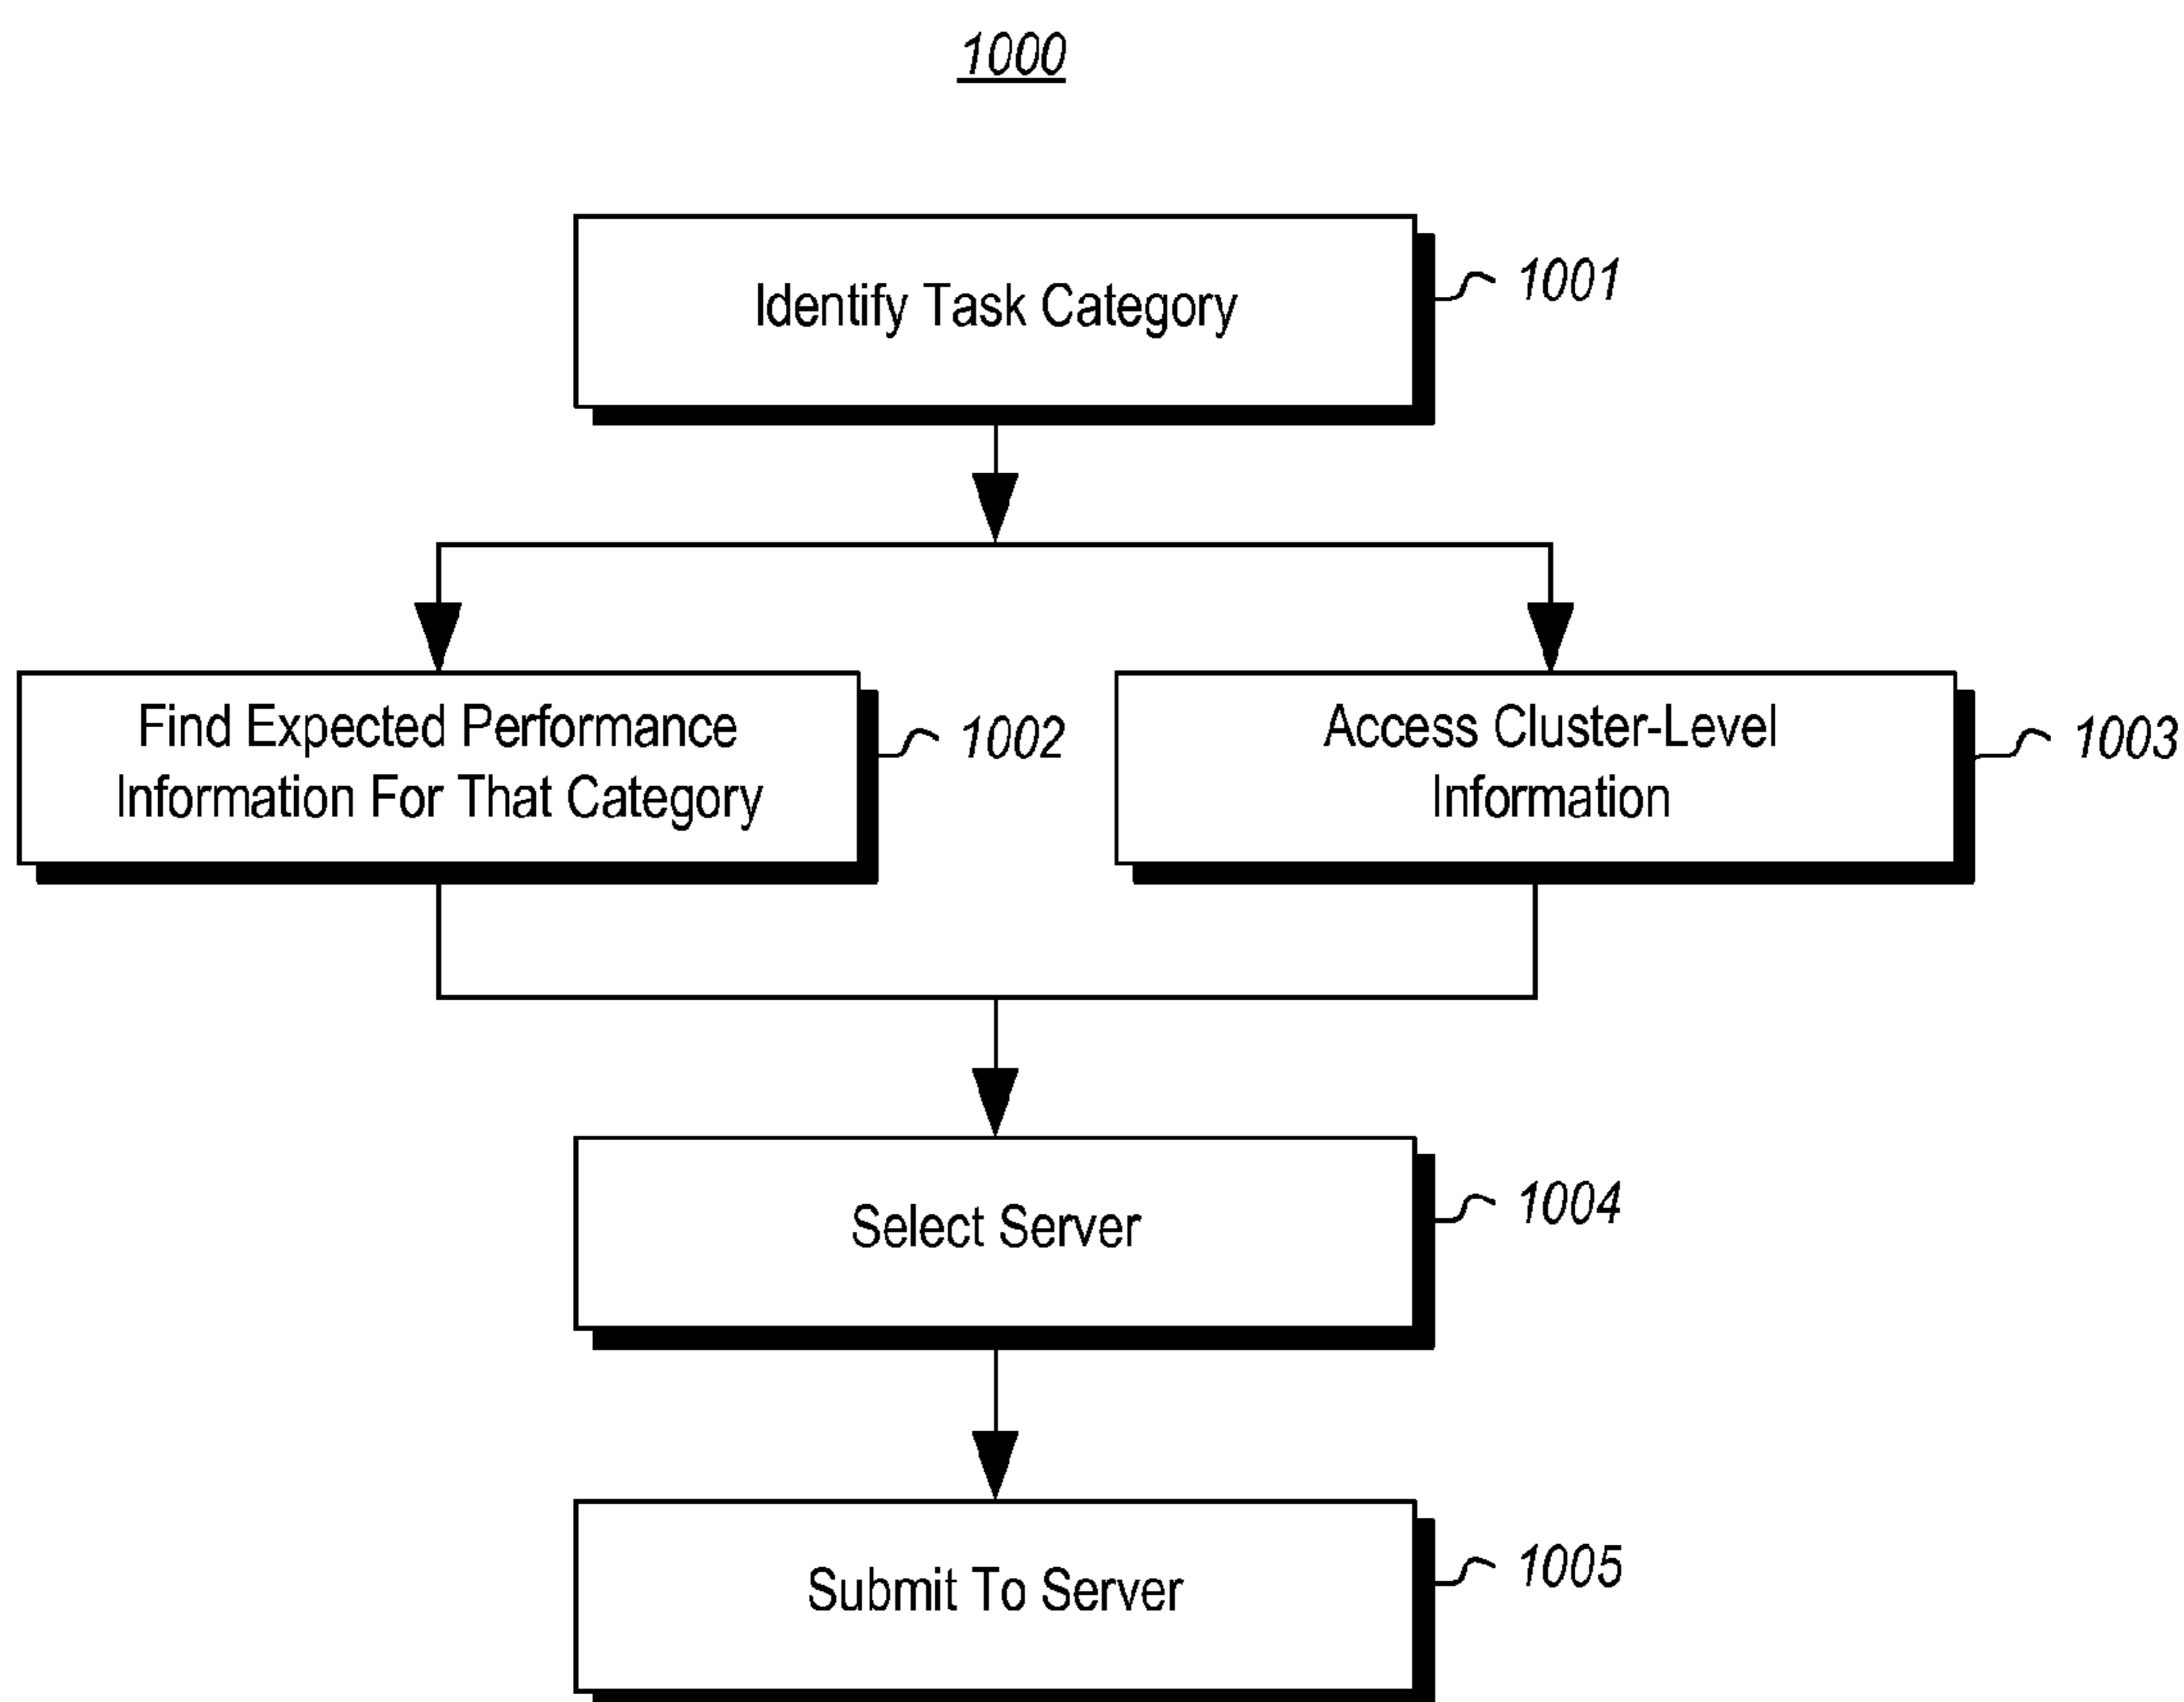 1000
Identify Task Category
1001
Find Expected Performance
Information For That Category
1002
Access Cluster-Level
Information
1003
Select Server
1004
Submit To Server
1005